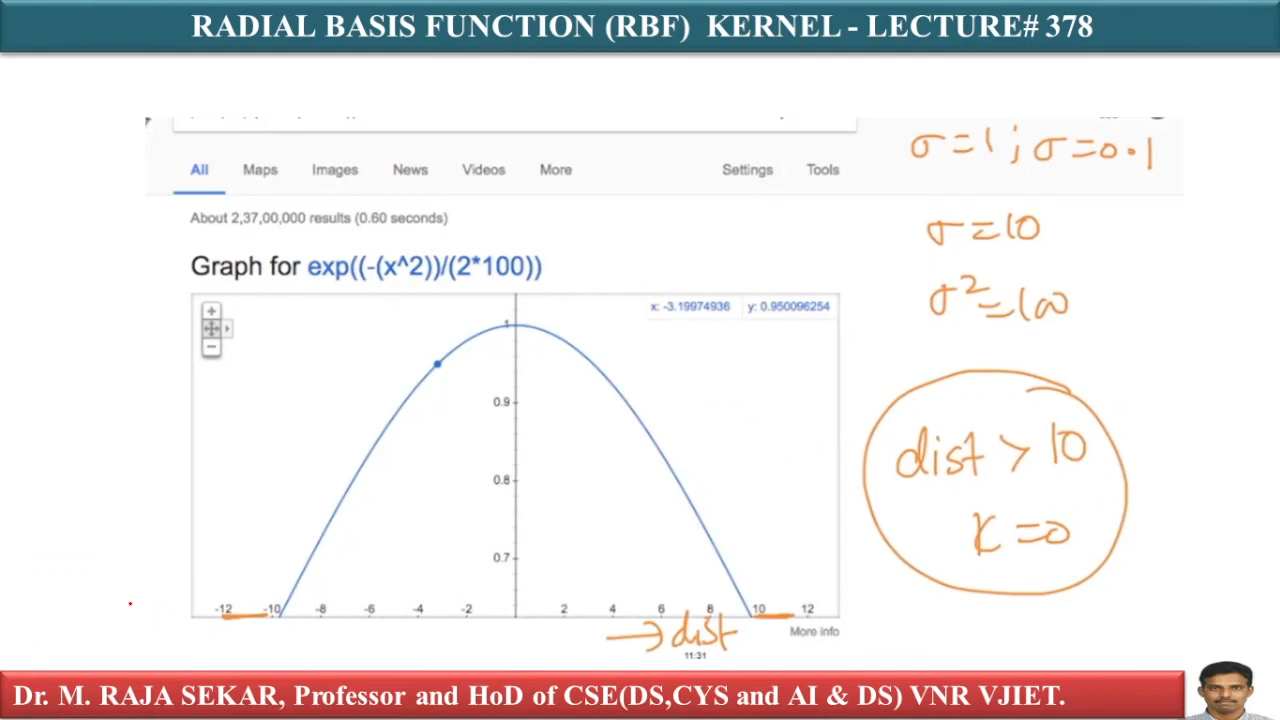 RADIAL BASIS FUNCTION (RBF) KERNEL - LECTURE# 378
σ=1 ; σ=0.1
All Maps Images News Videos More Settings Tools
About 2,37,00,000 results (0.60 seconds)
σ=10
Graph for exp((-(x^2))/(2*100))
σ²=100
x: -3.19974936 y: 0.950096254
1
0.9
dist > 10
0.8
K=0
0.7
-12 -10 -8 -6 -4 -2 2 4 6 8 10 12
→ dist
More info
11:31
Dr. M. RAJA SEKAR, Professor and HoD of CSE(DS,CYS and AI & DS) VNR VJIET.